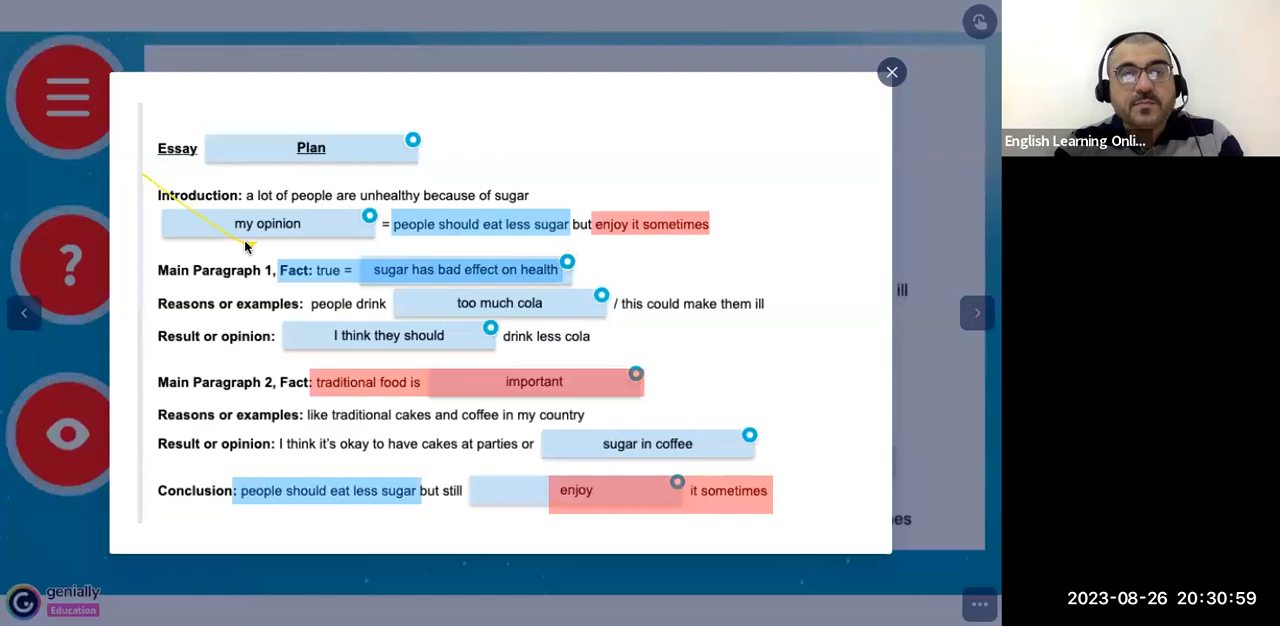 English Learning Onli...
Essay Plan
Introduction: a lot of people are unhealthy because of sugar
my opinion = people should eat less sugar but enjoy it sometimes
Main Paragraph 1, Fact: true = sugar has bad effect on health
Reasons or examples: people drink too much cola / this could make them ill
Result or opinion: I think they should drink less cola
Main Paragraph 2, Fact: traditional food is important
Reasons or examples: like traditional cakes and coffee in my country
Result or opinion: I think it's okay to have cakes at parties or sugar in coffee
Conclusion: people should eat less sugar but still enjoy it sometimes
ill
es
genially
Education
2023-08-26 20:30:59